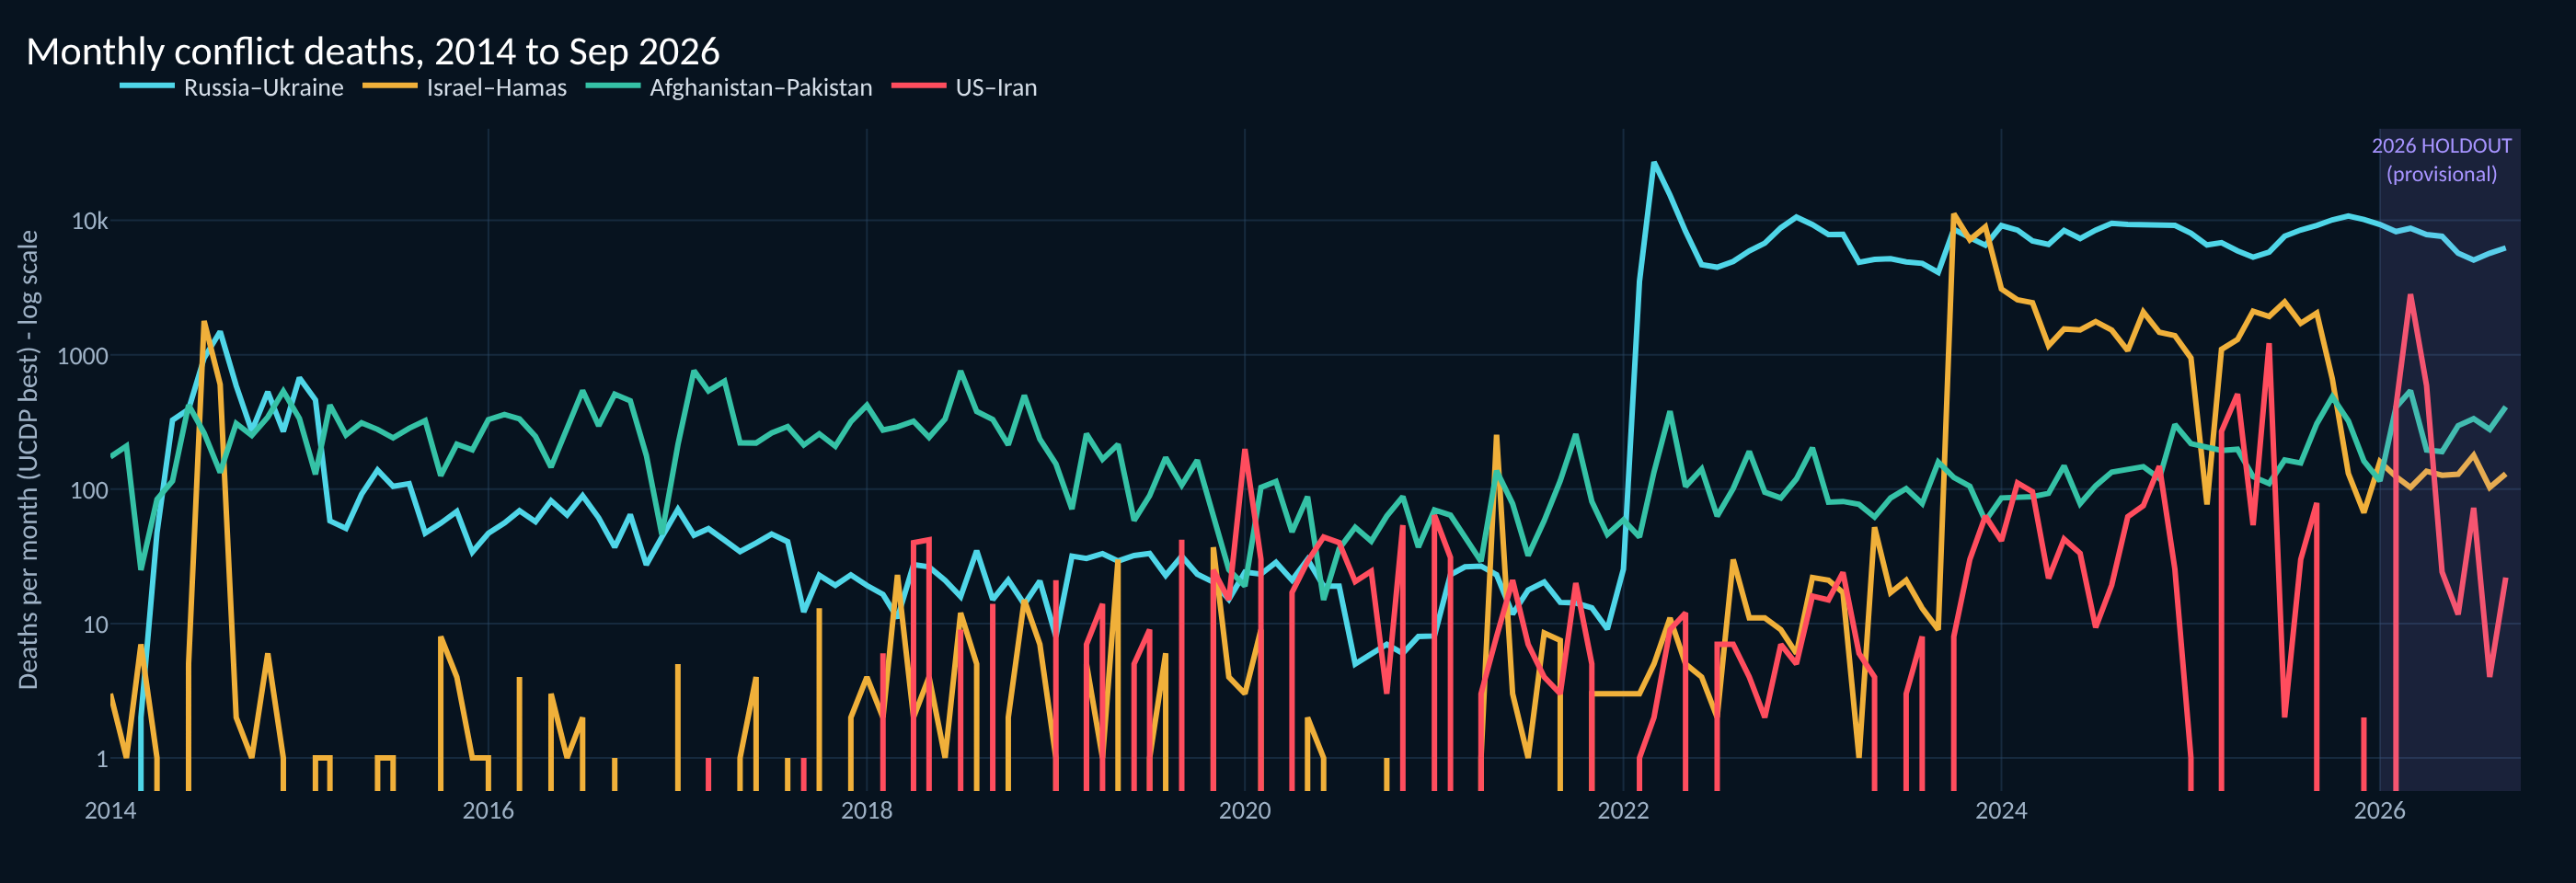 Monthly conflict deaths, 2014 to Sep 2026
Russia–Ukraine Israel–Hamas Afghanistan–Pakistan US–Iran
2026 HOLDOUT
(provisional)
Deaths per month (UCDP best) - log scale
10k
1000
100
10
1
2014 2016 2018 2020 2022 2024 2026